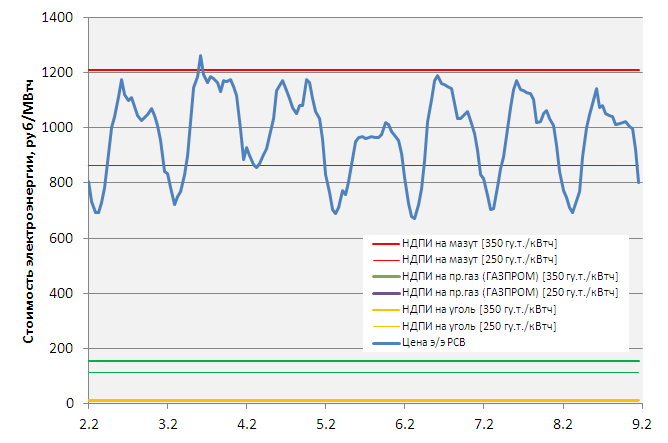 Стоимость электроэнергии, руб/МВтч
1400
1200
1000
800
600
400
200
0
НДПИ на мазут [350 гу.т./кВтч]
НДПИ на мазут [250 гу.т./кВтч]
НДПИ на пр.газ (ГАЗПРОМ) [350 гу.т./кВтч]
НДПИ на пр.газ (ГАЗПРОМ) [250 гу.т./кВтч]
НДПИ на уголь [350 гу.т./кВтч]
НДПИ на уголь [250 гу.т./кВтч]
Цена э/э РСВ
2.2 3.2 4.2 5.2 6.2 7.2 8.2 9.2